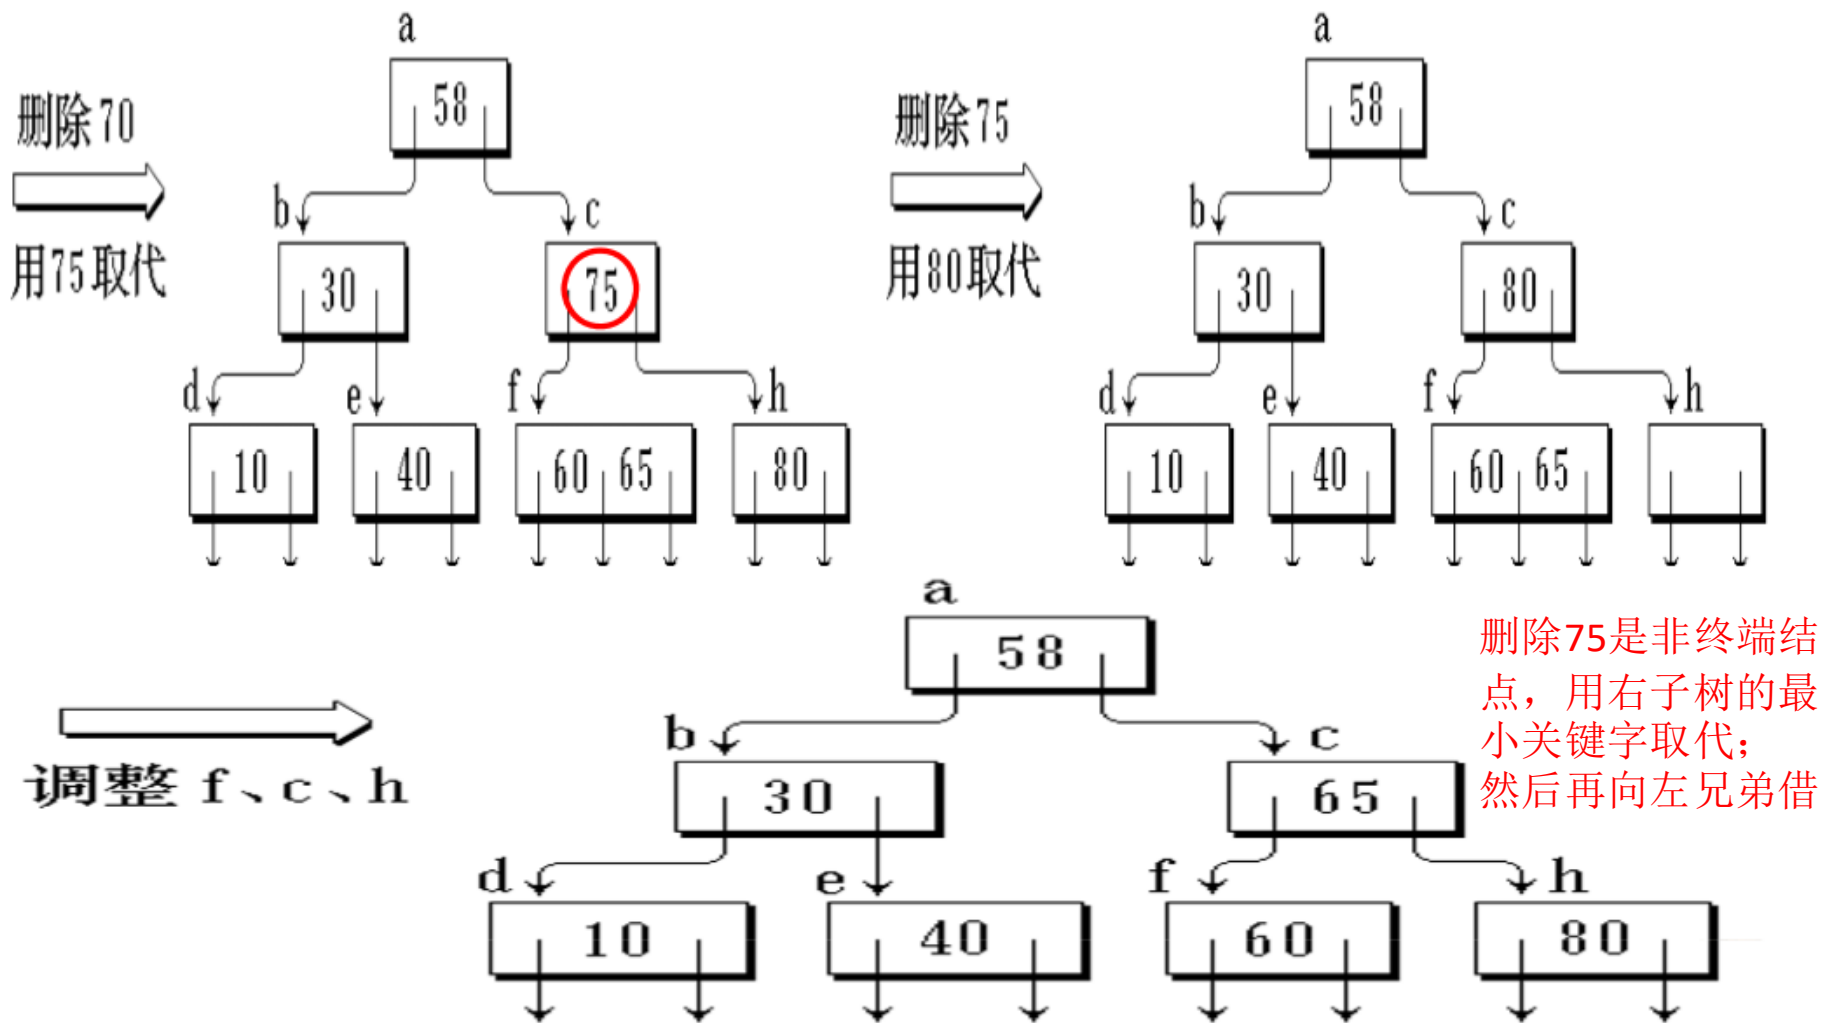 a
58
删除70
用75取代
b
c
30
75
d
e
f
h
10
40
60 65
80
a
58
删除75
用80取代
b
c
30
80
d
e
f
h
10
40
60 65
a
58
调整 f、c、h
b
c
30
65
d
e
f
h
10
40
60
80
删除75是非终端结
点，用右子树的最
小关键字取代；
然后再向左兄弟借